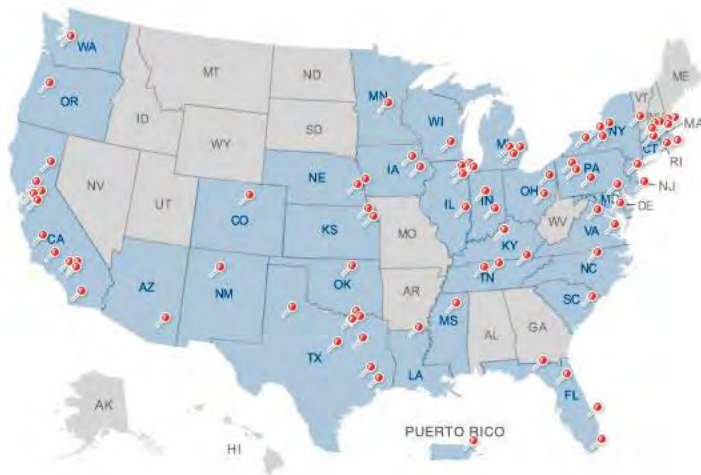 WA
OR
CA
NV
ID
MT
WY
UT
AZ
CO
NM
ND
SD
NE
KS
OK
TX
MN
IA
MO
AR
LA
WI
IL
IN
OH
KY
TN
MS
AL
GA
FL
SC
NC
VA
WV
PA
NY
VT
ME
MA
CT
RI
NJ
DE
AK
HI
PUERTO RICO